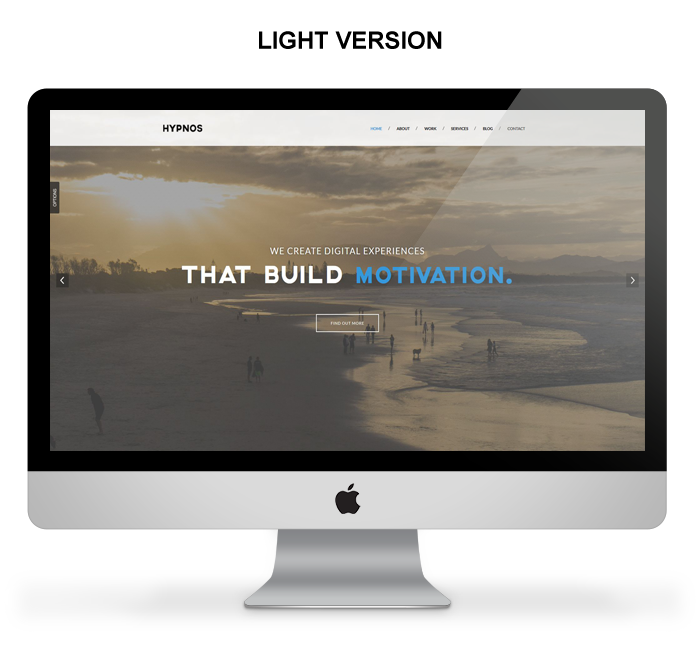 LIGHT VERSION
HYPNOS
HOME / ABOUT / WORK / SERVICES / BLOG / CONTACT
OPTIONS
WE CREATE DIGITAL EXPERIENCES
THAT BUILD MOTIVATION.
FIND OUT MORE